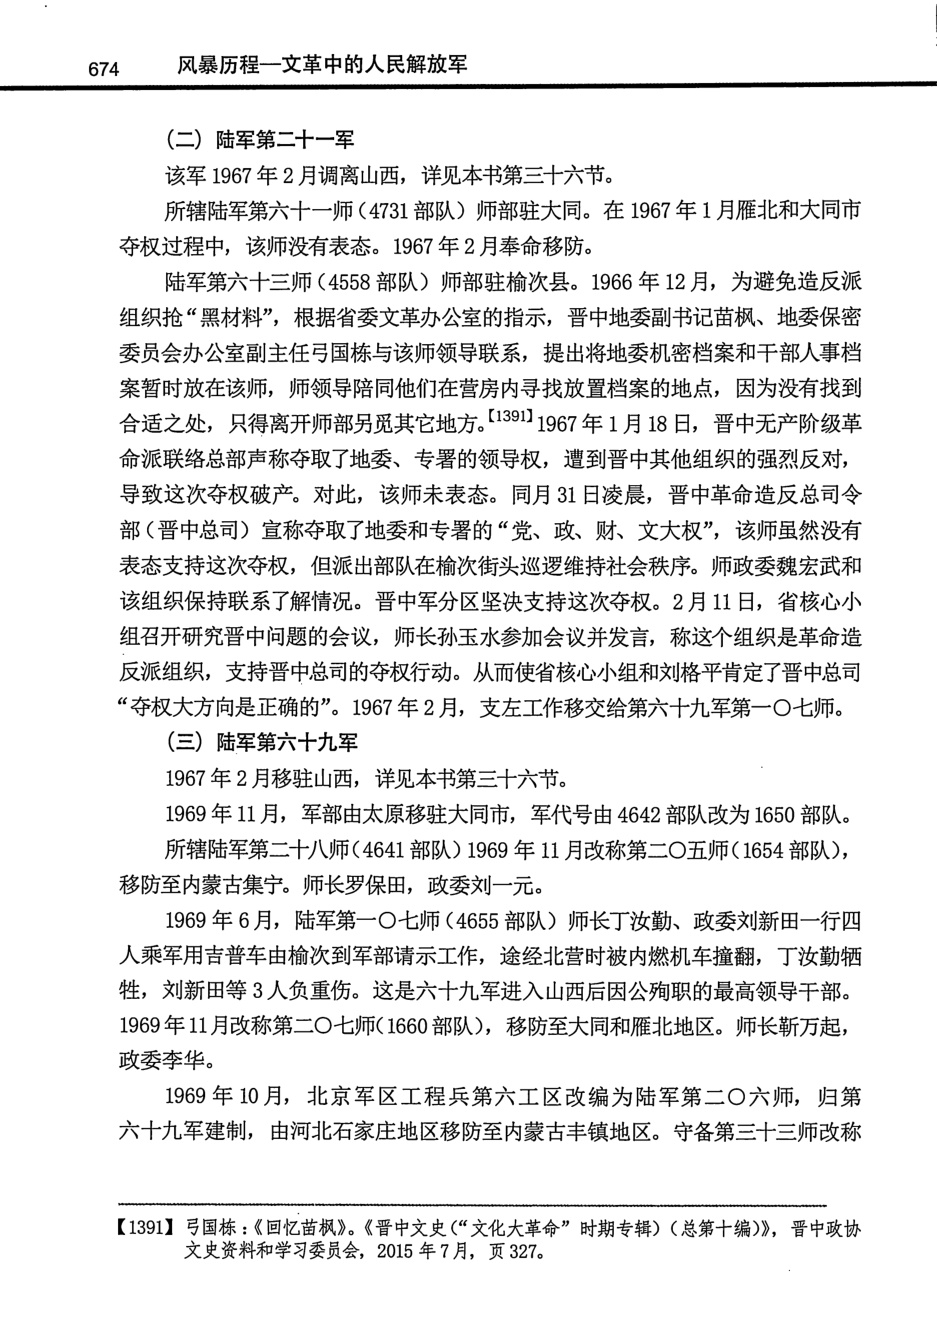 674 风暴历程—文革中的人民解放军
（二）陆军第二十一军
该军 1967 年 2 月调离山西，详见本书第三十六节。
所辖陆军第六十一师（4731 部队）师部驻大同。在 1967 年 1 月雁北和大同市
夺权过程中，该师没有表态。1967 年 2 月奉命移防。
陆军第六十三师（4558 部队）师部驻榆次县。1966 年 12 月，为避免造反派
组织抢“黑材料”，根据省委文革办公室的指示，晋中地委副书记苗枫、地委保密
委员会办公室副主任弓国栋与该师领导联系，提出将地委机密档案和干部人事档
案暂时放在该师，师领导陪同他们在营房内寻找放置档案的地点，因为没有找到
合适之处，只得离开师部另觅其它地方。【1391】1967 年 1 月 18 日，晋中无产阶级革
命派联络总部声称夺取了地委、专署的领导权，遭到晋中其他组织的强烈反对，
导致这次夺权破产。对此，该师未表态。同月 31 日凌晨，晋中革命造反总司令
部（晋中总司）宣称夺取了地委和专署的“党、政、财、文大权”，该师虽然没有
表态支持这次夺权，但派出部队在榆次街头巡逻维持社会秩序。师政委魏宏武和
该组织保持联系了解情况。晋中军分区坚决支持这次夺权。2 月 11 日，省核心小
组召开研究晋中问题的会议，师长孙玉水参加会议并发言，称这个组织是革命造
反派组织，支持晋中总司的夺权行动。从而使省核心小组和刘格平肯定了晋中总司
“夺权大方向是正确的”。1967 年 2 月，支左工作移交给第六十九军第一〇七师。
（三）陆军第六十九军
1967 年 2 月移驻山西，详见本书第三十六节。
1969 年 11 月，军部由太原移驻大同市，军代号由 4642 部队改为 1650 部队。
所辖陆军第二十八师（4641 部队）1969 年 11 月改称第二〇五师（1654 部队），
移防至内蒙古集宁。师长罗保田，政委刘一元。
1969 年 6 月，陆军第一〇七师（4655 部队）师长丁汝勤、政委刘新田一行四
人乘军用吉普车由榆次到军部请示工作，途经北营时被内燃机车撞翻，丁汝勤牺
牲，刘新田等 3 人负重伤。这是六十九军进入山西后因公殉职的最高领导干部。
1969 年 11 月改称第二〇七师（1660 部队），移防至大同和雁北地区。师长靳万起，
政委李华。
1969 年 10 月，北京军区工程兵第六工区改编为陆军第二〇六师，归第
六十九军建制，由河北石家庄地区移防至内蒙古丰镇地区。守备第三十三师改称
【1391】弓国栋：《回忆苗枫》。《晋中文史（“文化大革命”时期专辑）（总第十编）》，晋中政协
文史资料和学习委员会，2015 年 7 月，页 327。